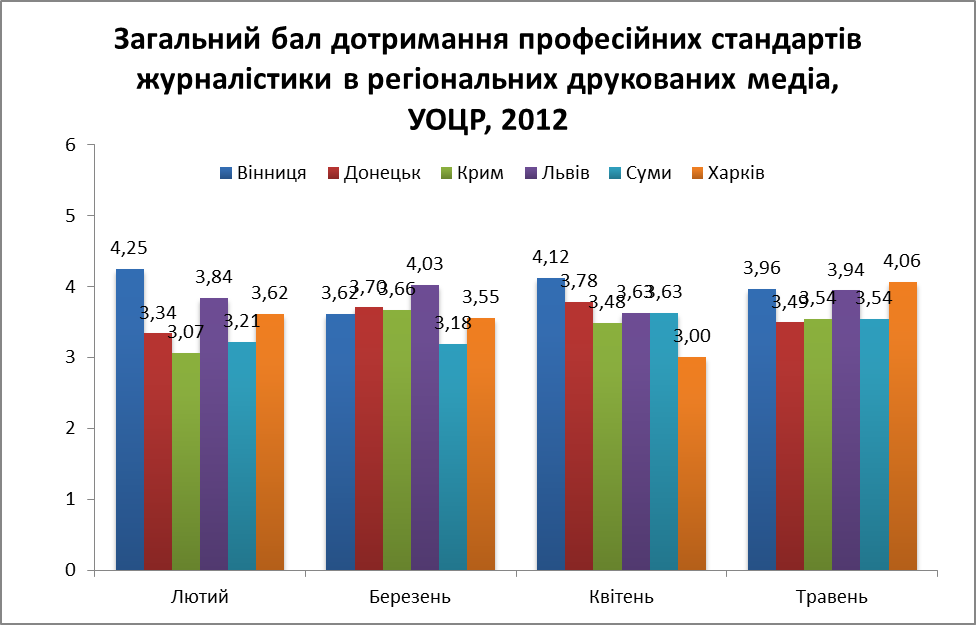 Загальний бал дотримання професійних стандартів
журналістики в регіональних друкованих медіа,
УОЦР, 2012
6
5
4
3
2
1
0
Вінниця Донецьк Крим Львів Суми Харків
4,25 3,34 3,07 3,84 3,21 3,62
3,62 3,70 3,66 4,03 3,18 3,55
4,12 3,78 3,48 3,63 3,63 3,00
3,96 3,49 3,54 3,94 3,54 4,06
Лютий Березень Квітень Травень